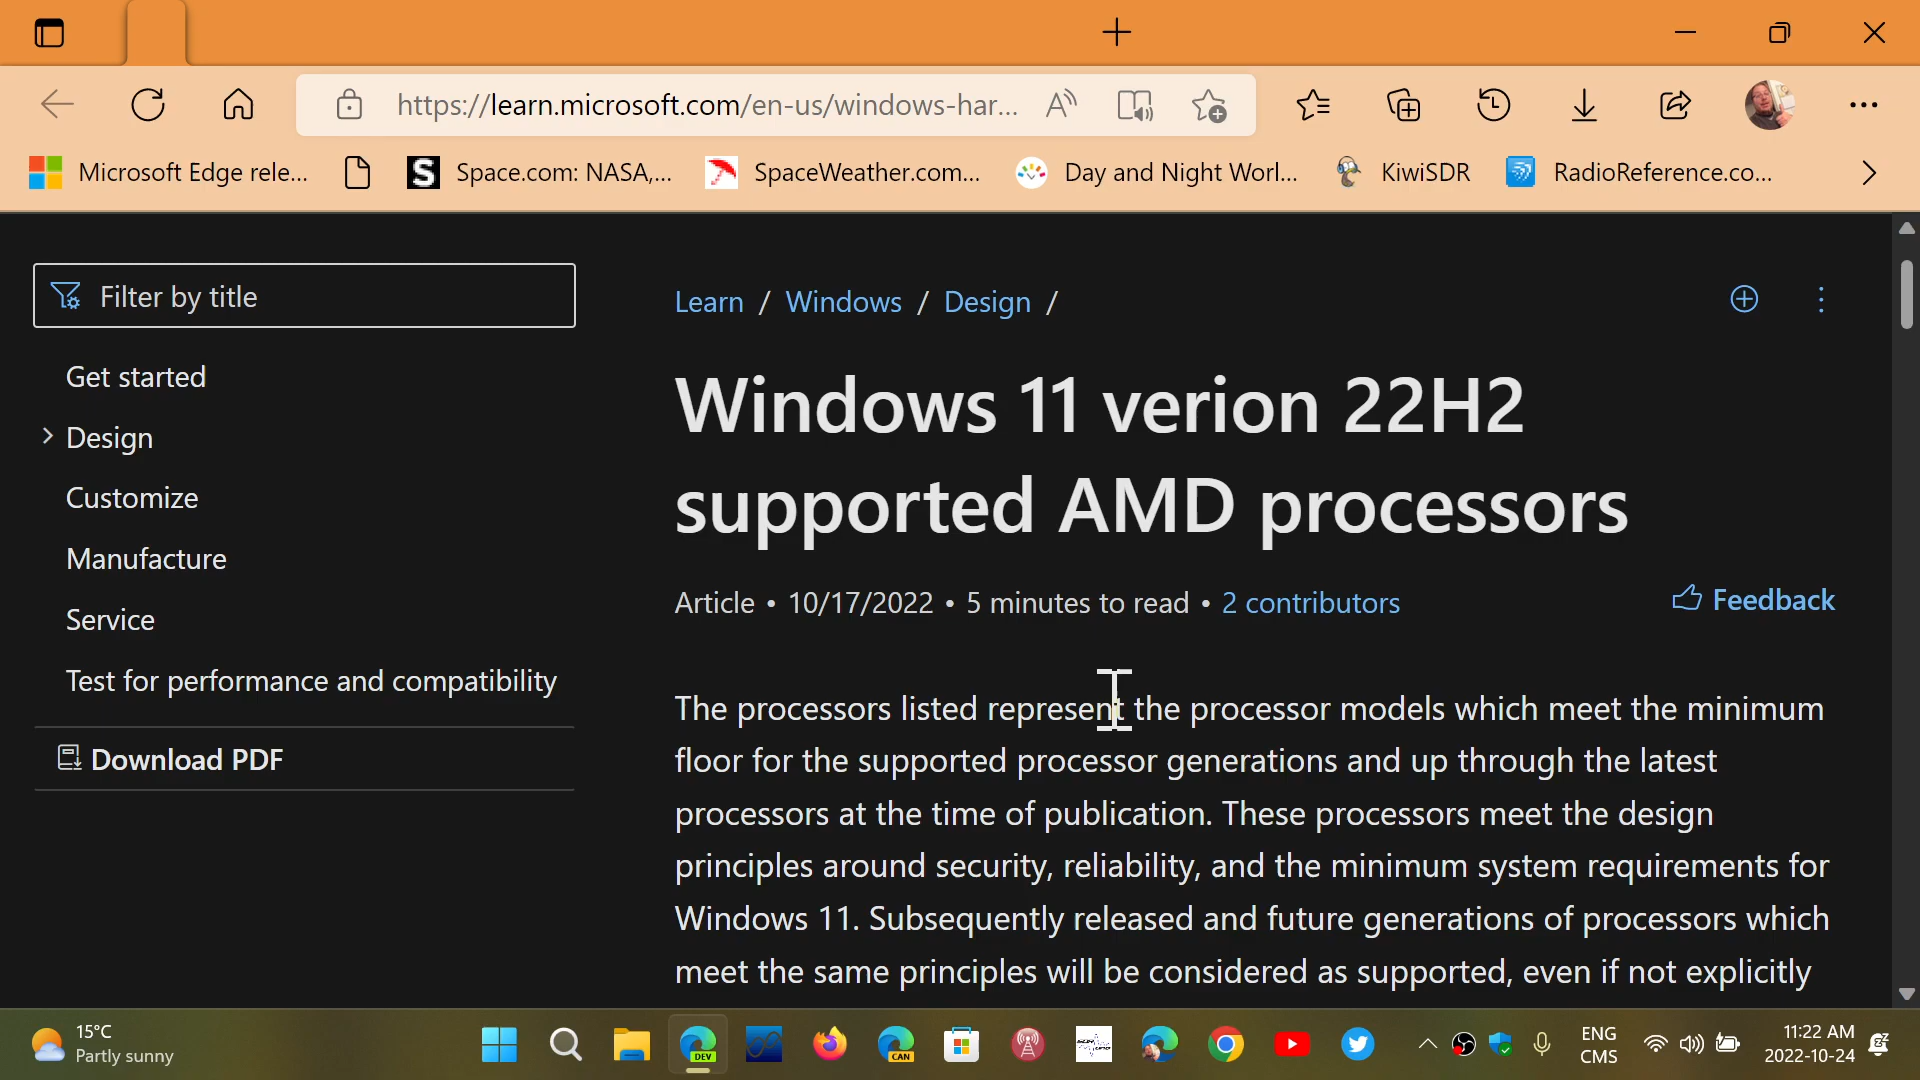 https://learn.microsoft.com/en-us/windows-har...
Microsoft Edge rele...
Space.com: NASA,...
SpaceWeather.com...
Day and Night Worl...
KiwiSDR
RadioReference.co...
Filter by title
Get started
Design
Customize
Manufacture
Service
Test for performance and compatibility
Download PDF
Learn / Windows / Design /
Windows 11 verion 22H2
supported AMD processors
Article • 10/17/2022 • 5 minutes to read • 2 contributors
Feedback
The processors listed represent the processor models which meet the minimum
floor for the supported processor generations and up through the latest
processors at the time of publication. These processors meet the design
principles around security, reliability, and the minimum system requirements for
Windows 11. Subsequently released and future generations of processors which
meet the same principles will be considered as supported, even if not explicitly
15°C
Partly sunny
DEV
CAN
ENG
CMS
11:22 AM
2022-10-24